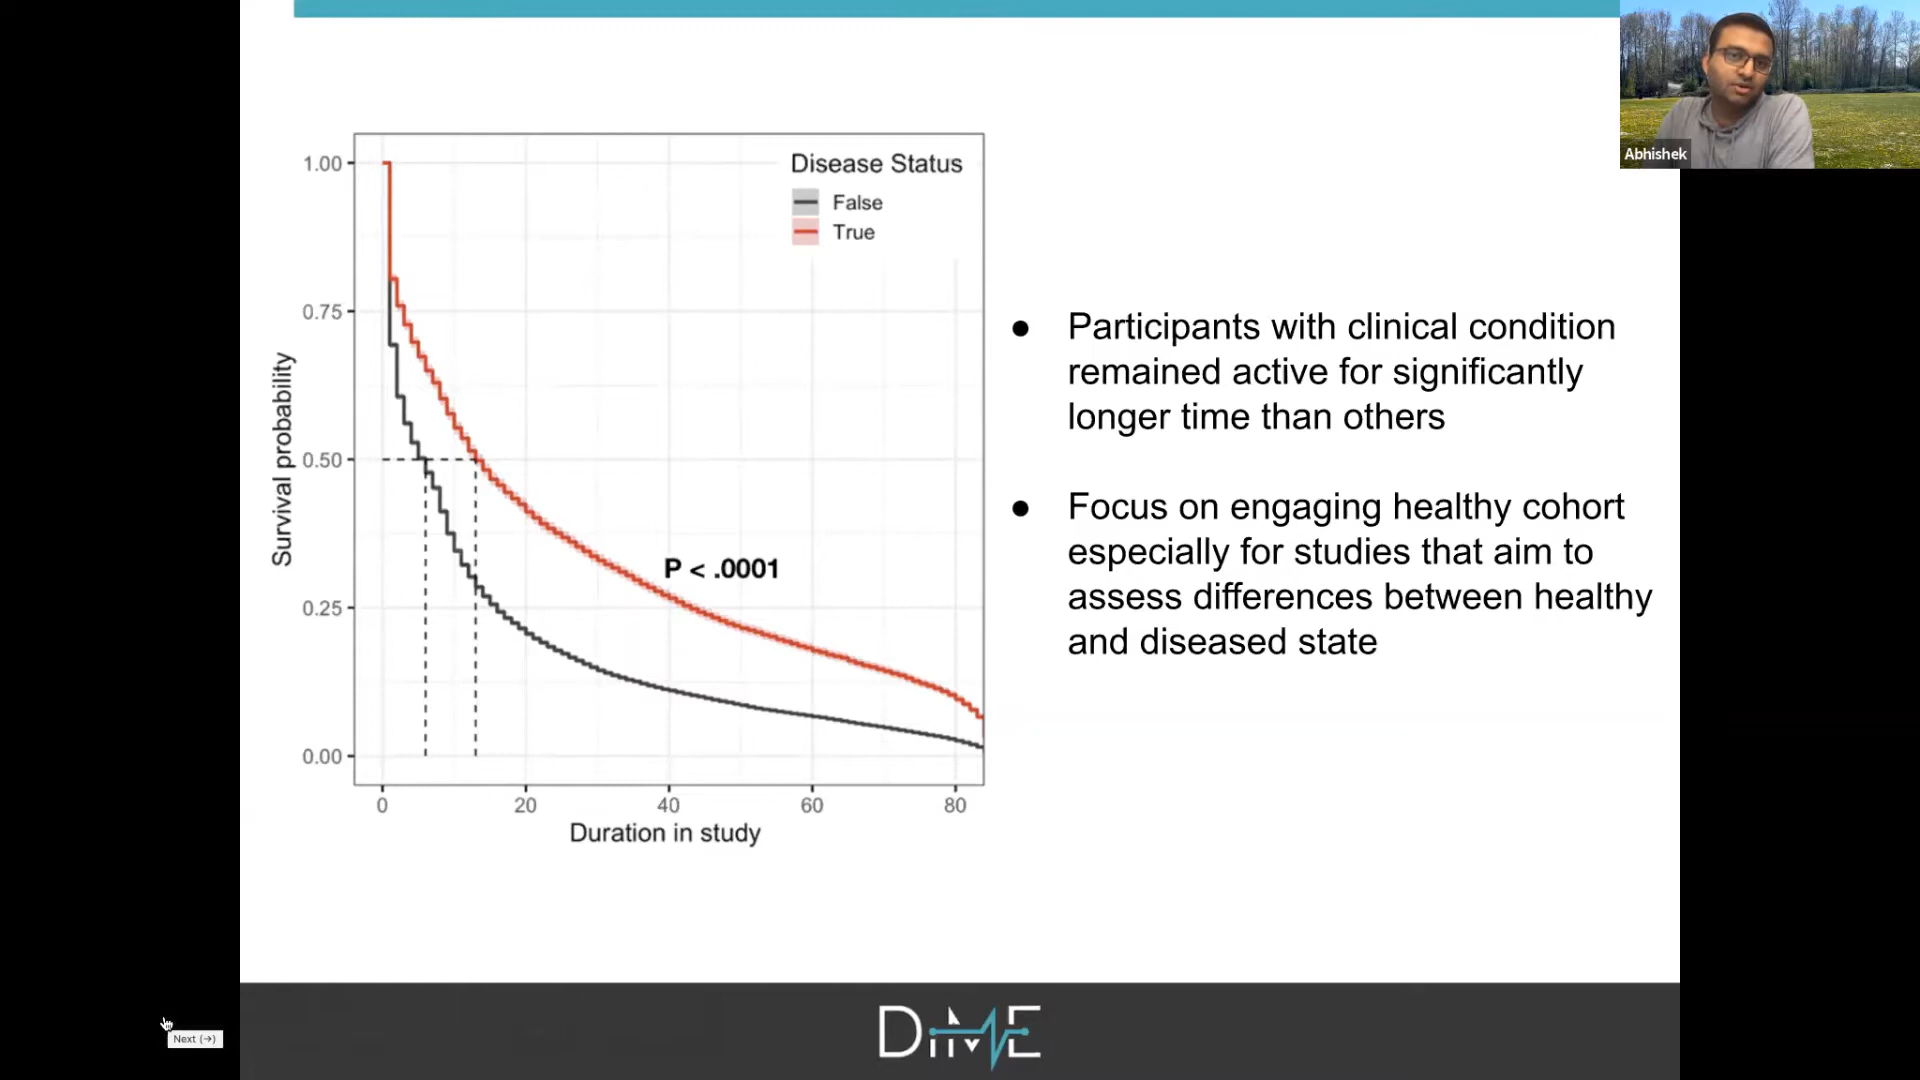 Abhishek
Disease Status
False
True
1.00
0.75
0.50
0.25
0.00
Survival probability
P < .0001
0 20 40 60 80
Duration in study
● Participants with clinical condition
remained active for significantly
longer time than others
● Focus on engaging healthy cohort
especially for studies that aim to
assess differences between healthy
and diseased state
Next (→)
DiME